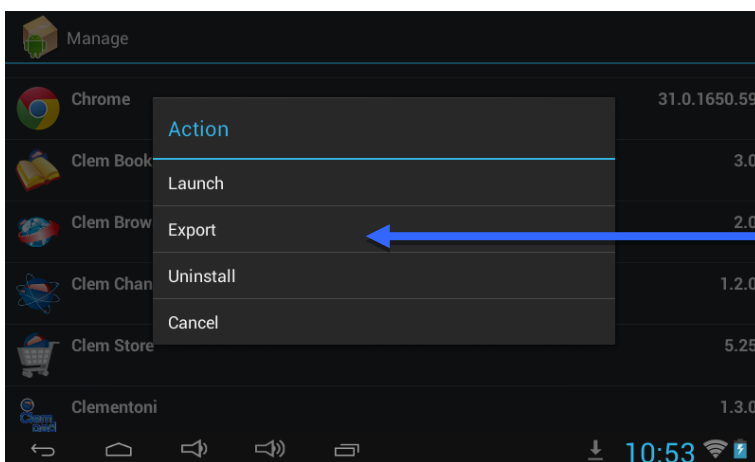 Manage
Chrome 31.0.1650.59
Action
Clem Book 3.0
Launch
Clem Brow 2.0
Export
Clem Chan 1.2.0
Uninstall
Cancel
Clem Store 5.25
Clementoni 1.3.0
10:53